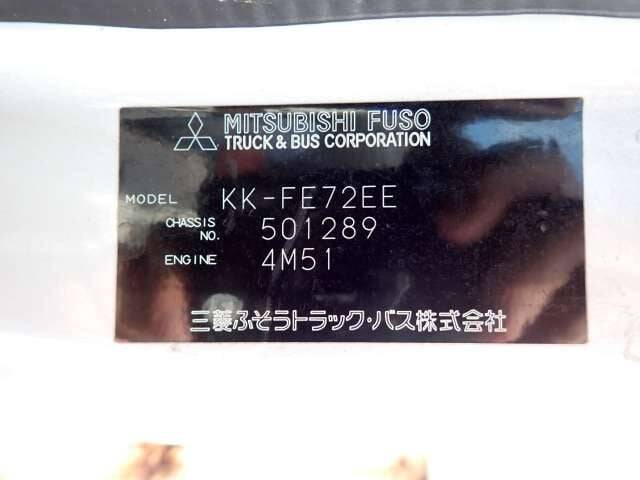 MITSUBISHI FUSO
TRUCK & BUS CORPORATION
MODEL KK-FE72EE
CHASSIS NO. 501289
ENGINE 4M51
三菱ふそうトラック・バス株式会社